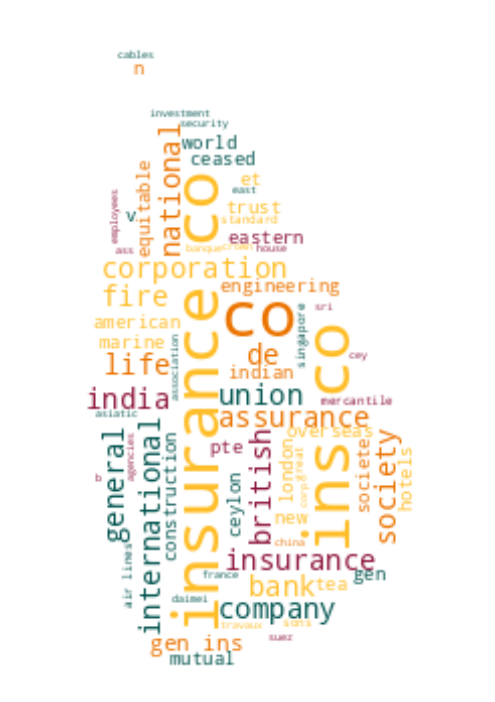 cables
n
investment
security
national
world
ceased
equitable
et
east
employees
v.
co
trust
standard
eastern
ass
banque
crown
house
corporation
engineering
fire
insurance
co
singapore
sri
american
marine
association
co
life
de
cey
indian
india
union
mercantile
asiatic
assurance
general
agencies
international
construction
pte
british
overseas
london
great
corp
ins
societe
society
hotels
b
ceylon
new
china
air lines
insurance
france
gen
bank
tea
daimei
company
travaux
sons
gen ins
suez
mutual